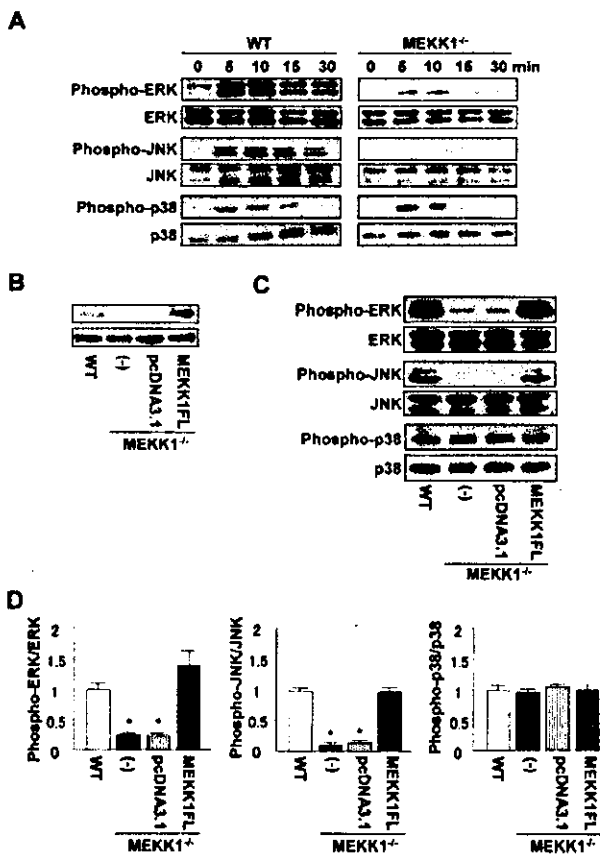 A
WT MEKK1-/-
0 5 10 15 30 0 5 10 15 30 min
Phospho-ERK
ERK
Phospho-JNK
JNK
Phospho-p38
p38
B
WT
(-)
pcDNA3.1
MEKK1FL
MEKK1-/-
C
Phospho-ERK
ERK
Phospho-JNK
JNK
Phospho-p38
p38
WT
(-)
pcDNA3.1
MEKK1FL
MEKK1-/-
D
Phospho-ERK/ERK
2
1.5
1
0.5
0
* *
WT
(-)
pcDNA3.1
MEKK1FL
MEKK1-/-
Phospho-JNK/JNK
2
1.5
1
0.5
0
* *
WT
(-)
pcDNA3.1
MEKK1FL
MEKK1-/-
Phospho-p38/p38
2
1.5
1
0.5
0
WT
(-)
pcDNA3.1
MEKK1FL
MEKK1-/-